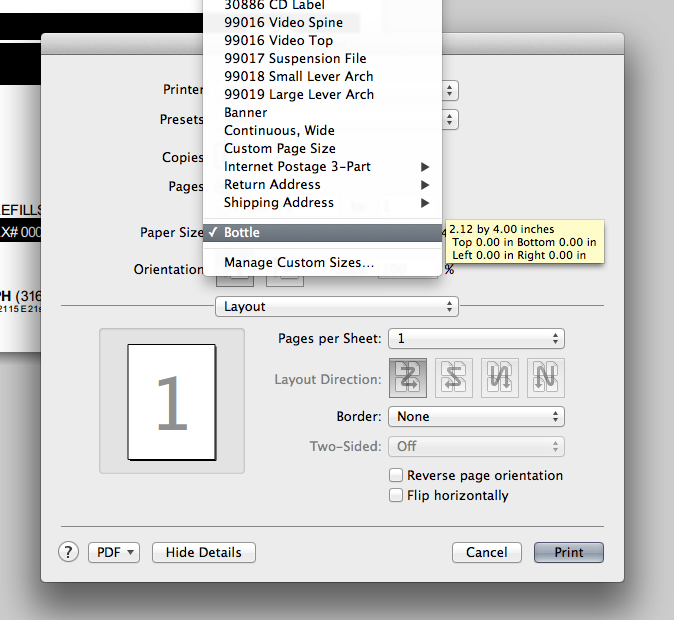 30886 CD Label
99016 Video Spine
99016 Video Top
99017 Suspension File
99018 Small Lever Arch
99019 Large Lever Arch
Banner
Continuous, Wide
Custom Page Size
Internet Postage 3-Part
Return Address
Shipping Address
✓ Bottle
Manage Custom Sizes...
Printer
Presets
Copies
Pages
Paper Size
Orientation
%
2.12 by 4.00 inches
Top 0.00 in Bottom 0.00 in
Left 0.00 in Right 0.00 in
EFILLS
X# 000
PH (316
2115E21s
Layout
1
Pages per Sheet: 1
Layout Direction:
Border: None
Two-Sided: Off
Reverse page orientation
Flip horizontally
? PDF Hide Details Cancel Print